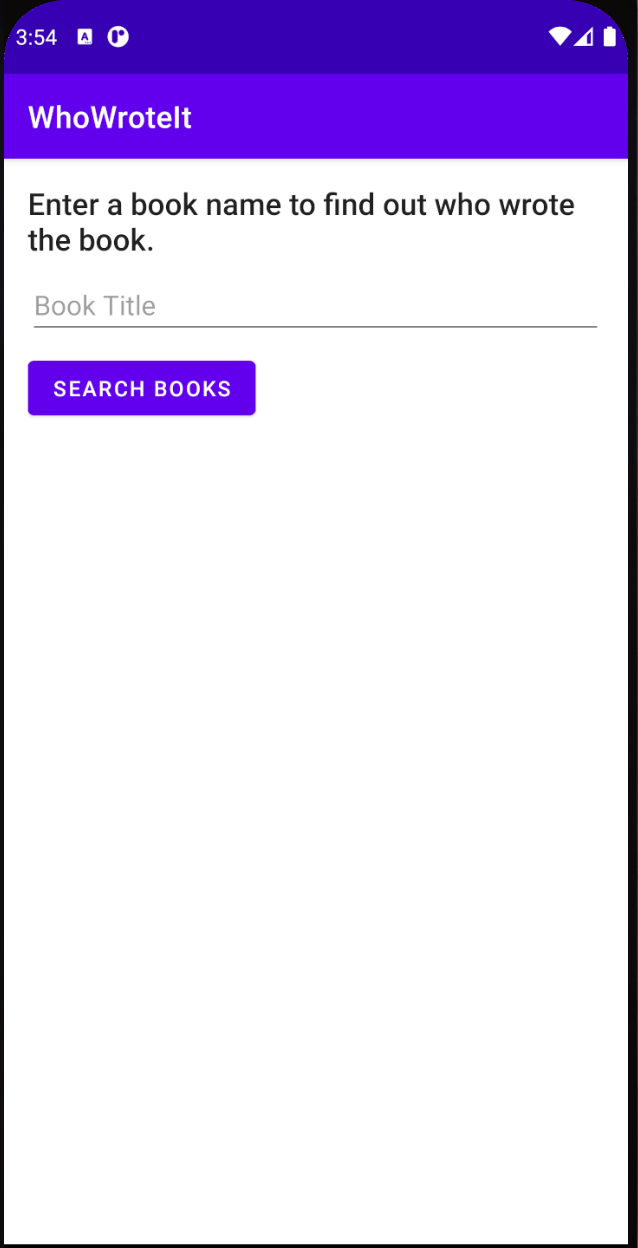 3:54 A
WhoWroteIt
Enter a book name to find out who wrote
the book.
Book Title
SEARCH BOOKS